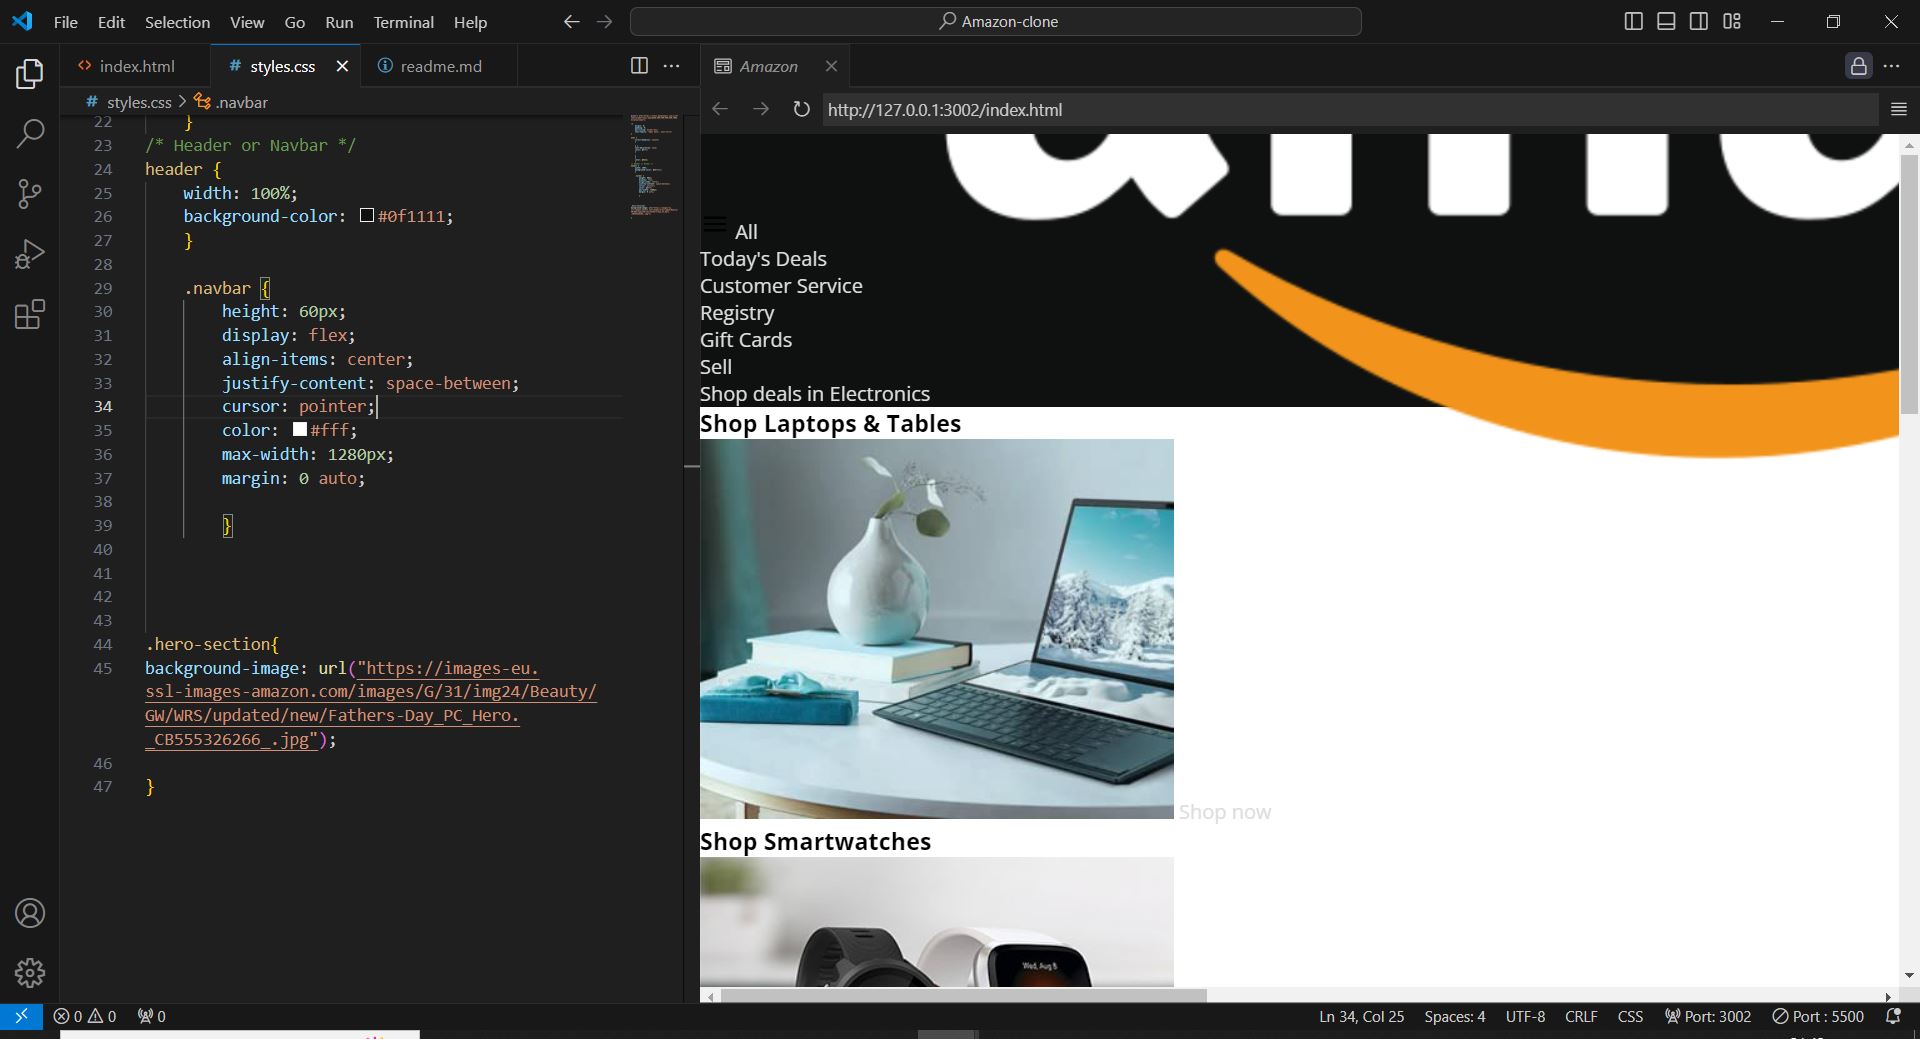 File Edit Selection View Go Run Terminal Help
Amazon-clone
index.html
# styles.css
readme.md
Amazon
# styles.css > .navbar
http://127.0.0.1:3002/index.html
22 }
23 /* Header or Navbar */
24 header {
25 width: 100%;
26 background-color: #0f1111;
27 }
28
29 .navbar {
30 height: 60px;
31 display: flex;
32 align-items: center;
33 justify-content: space-between;
34 cursor: pointer;
35 color: #fff;
36 max-width: 1280px;
37 margin: 0 auto;
38
39 }
40
41
42
43
44 .hero-section{
45 background-image: url("https://images-eu.
ssl-images-amazon.com/images/G/31/img24/Beauty/
GW/WRS/updated/new/Fathers-Day_PC_Hero.
_CB555326266_.jpg");
46
47 }
All
Today's Deals
Customer Service
Registry
Gift Cards
Sell
Shop deals in Electronics
Shop Laptops & Tables
Shop now
Shop Smartwatches
Wed, Aug 8
0 0 0
Ln 34, Col 25 Spaces: 4 UTF-8 CRLF CSS Port: 3002 Port : 5500